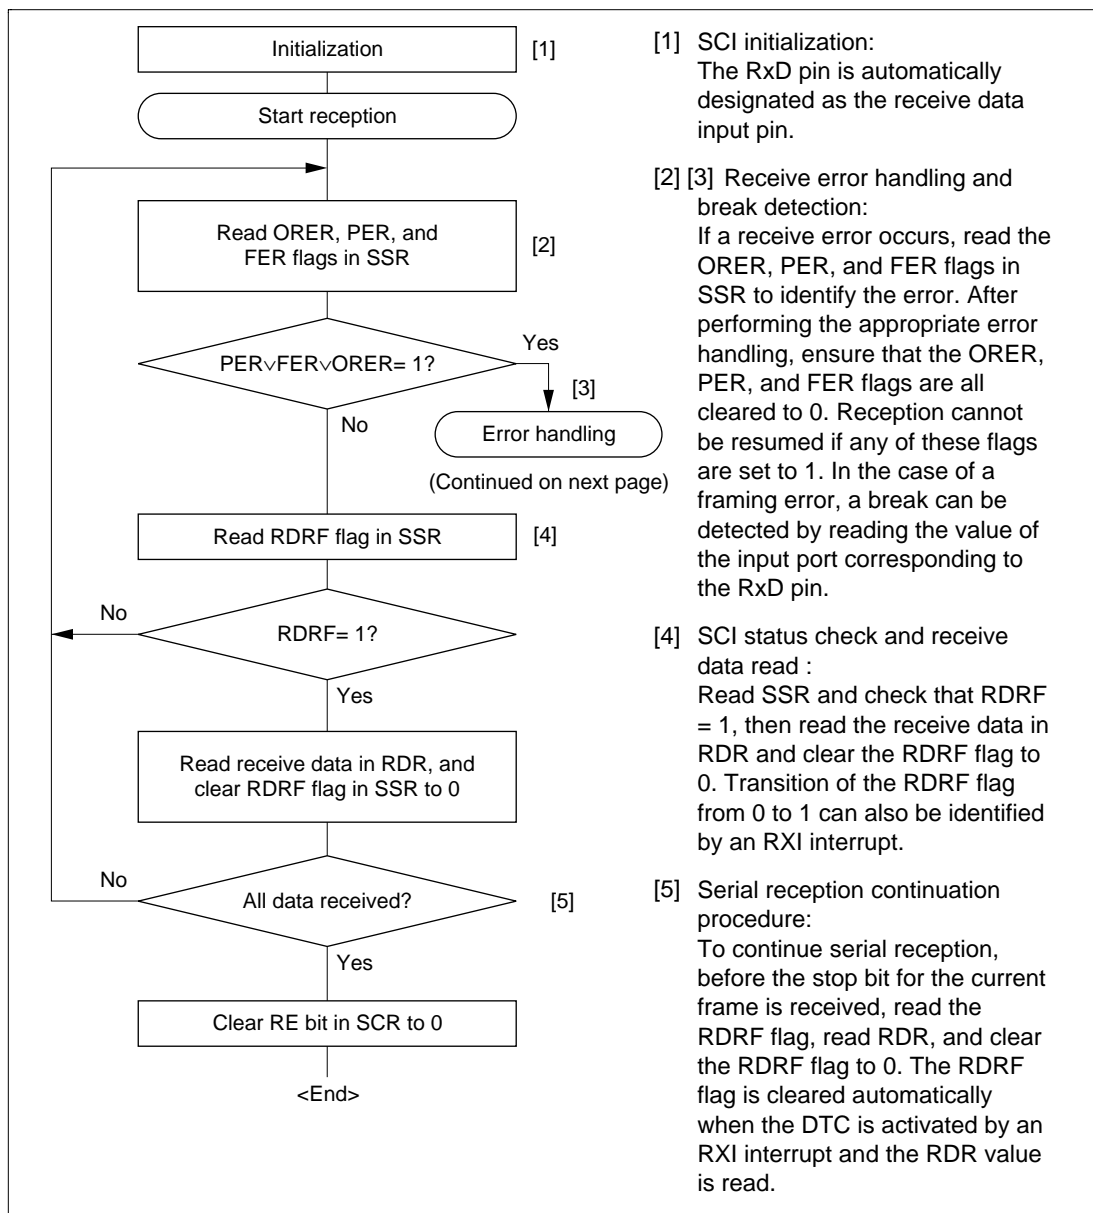 Initialization
[1]
Start reception
Read ORER, PER, and
FER flags in SSR
[2]
PER∨FER∨ORER= 1?
Yes
[3]
No
Error handling
(Continued on next page)
Read RDRF flag in SSR
[4]
No
RDRF= 1?
Yes
Read receive data in RDR, and
clear RDRF flag in SSR to 0
No
All data received?
[5]
Yes
Clear RE bit in SCR to 0
<End>
[1] SCI initialization:
The RxD pin is automatically
designated as the receive data
input pin.
[2] [3] Receive error handling and
break detection:
If a receive error occurs, read the
ORER, PER, and FER flags in
SSR to identify the error. After
performing the appropriate error
handling, ensure that the ORER,
PER, and FER flags are all
cleared to 0. Reception cannot
be resumed if any of these flags
are set to 1. In the case of a
framing error, a break can be
detected by reading the value of
the input port corresponding to
the RxD pin.
[4] SCI status check and receive
data read :
Read SSR and check that RDRF
= 1, then read the receive data in
RDR and clear the RDRF flag to
0. Transition of the RDRF flag
from 0 to 1 can also be identified
by an RXI interrupt.
[5] Serial reception continuation
procedure:
To continue serial reception,
before the stop bit for the current
frame is received, read the
RDRF flag, read RDR, and clear
the RDRF flag to 0. The RDRF
flag is cleared automatically
when the DTC is activated by an
RXI interrupt and the RDR value
is read.